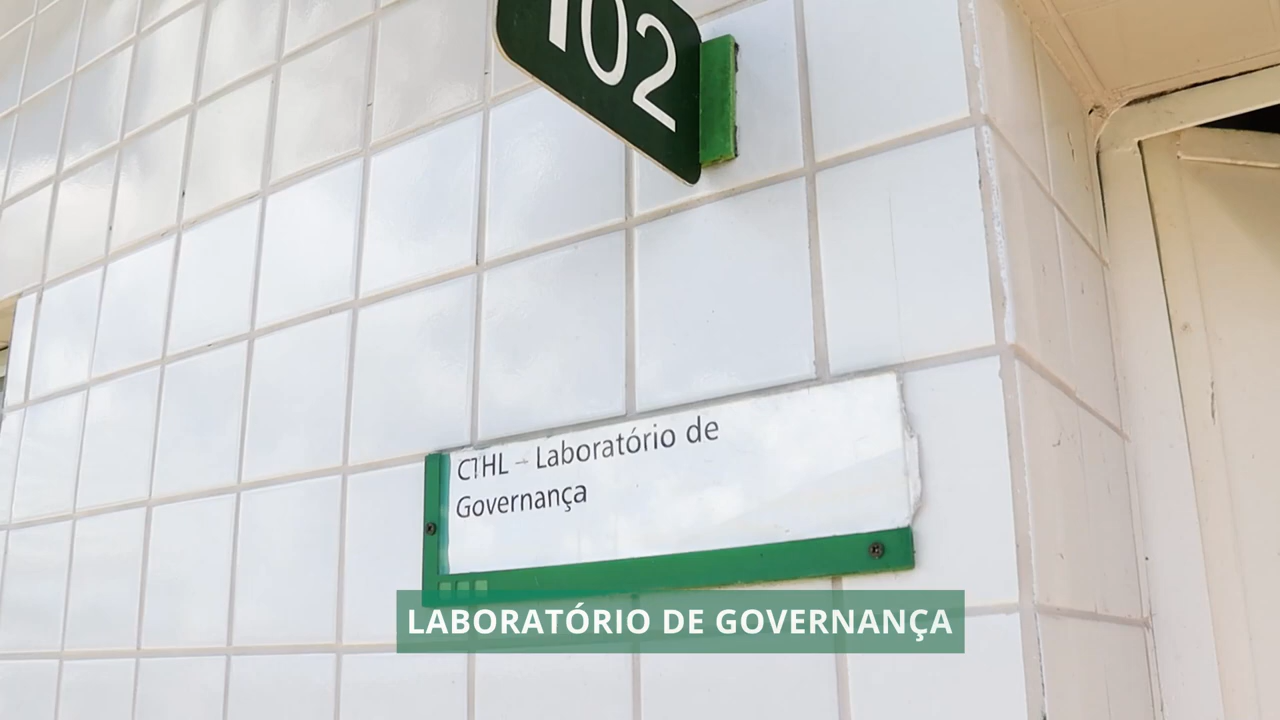 102
CTHL – Laboratório de
Governança
LABORATÓRIO DE GOVERNANÇA